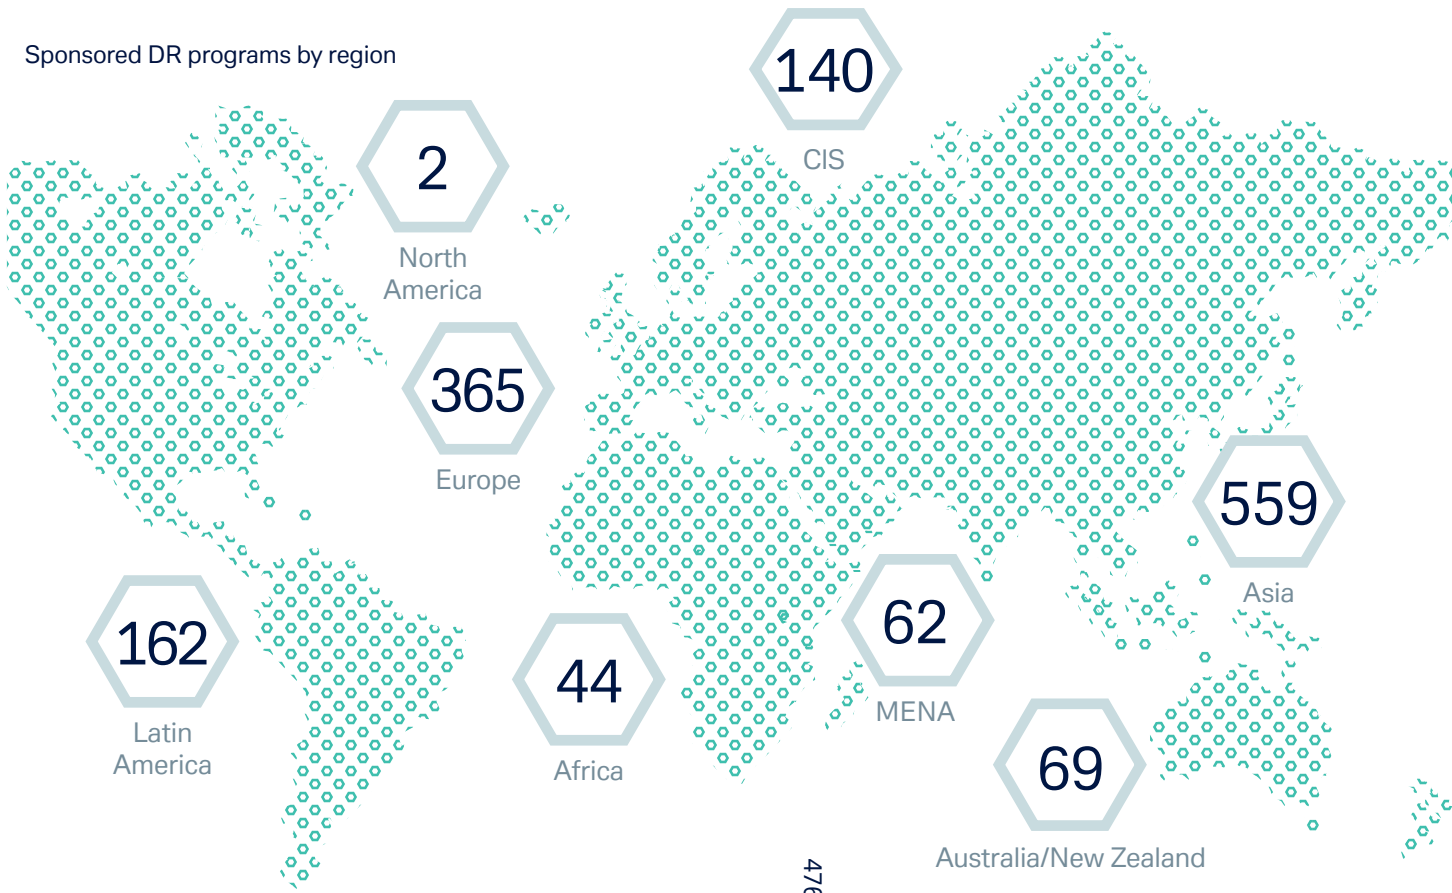 Sponsored DR programs by region
140
CIS
2
North
America
365
Europe
559
Asia
162
Latin
America
44
Africa
62
MENA
69
Australia/New Zealand